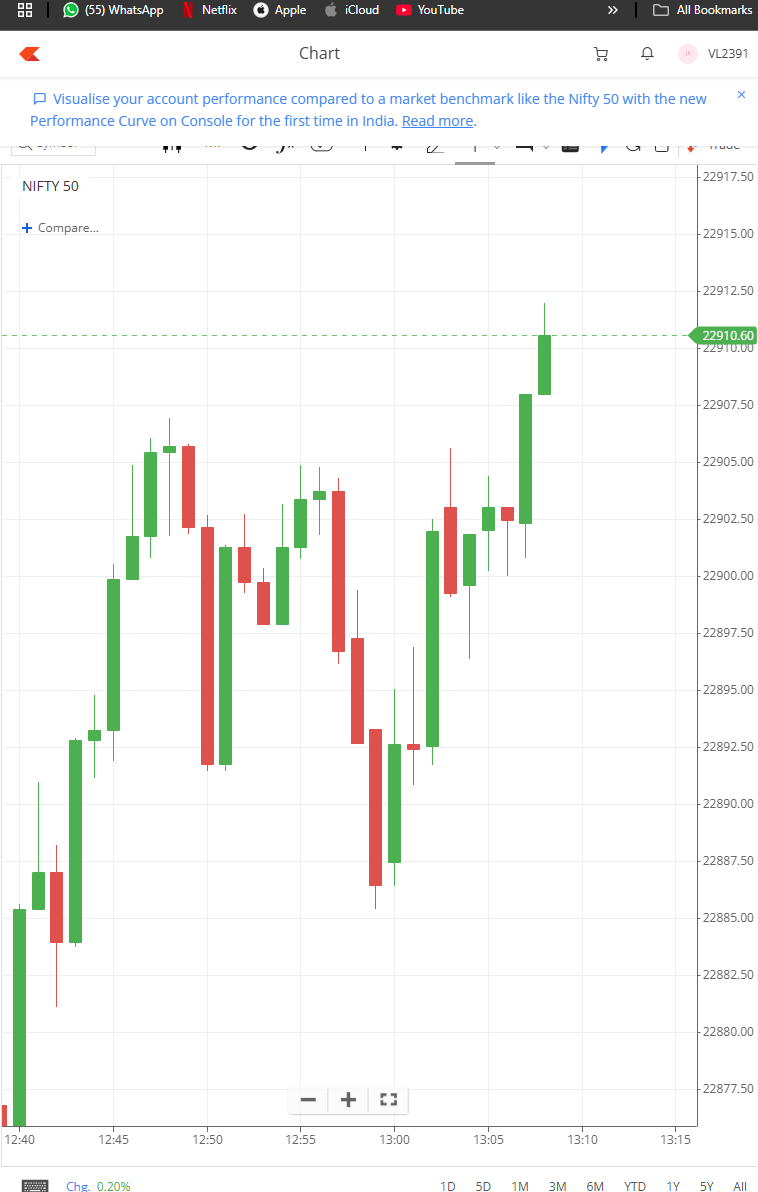 (55) WhatsApp
Netflix
Apple
iCloud
YouTube
»
All Bookmarks
Chart
VL2391
Visualise your account performance compared to a market benchmark like the Nifty 50 with the new
Performance Curve on Console for the first time in India. Read more.
NIFTY 50
+ Compare...
22917.50
22915.00
22912.50
22910.60
22910.00
22907.50
22905.00
22902.50
22900.00
22897.50
22895.00
22892.50
22890.00
22887.50
22885.00
22882.50
22880.00
22877.50
12:40 12:45 12:50 12:55 13:00 13:05 13:10 13:15
Chg. 0.20%
1D 5D 1M 3M 6M YTD 1Y 5Y All